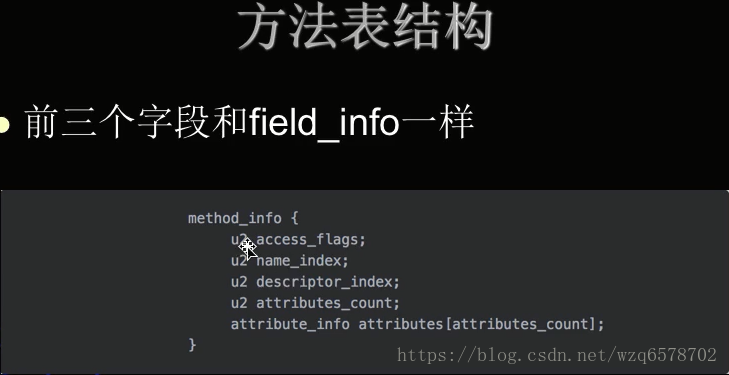 方法表结构
前三个字段和field_info一样
method_info {
u2 access_flags;
u2 name_index;
u2 descriptor_index;
u2 attributes_count;
attribute_info attributes[attributes_count];
}
https://blog.csdn.net/wzq6578702